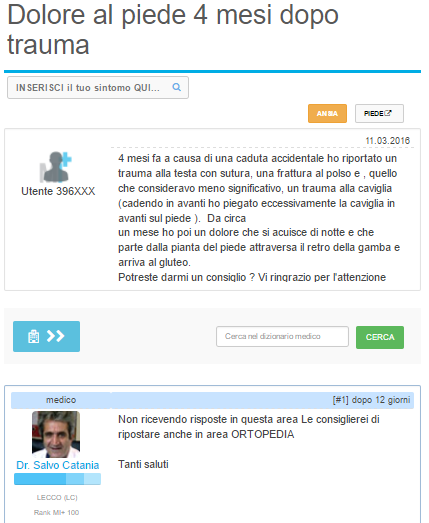 Dolore al piede 4 mesi dopo
trauma
INSERISCI il tuo sintomo QUI...
ANSIA
PIEDE
11.03.2016
Utente 396XXX
4 mesi fa a causa di una caduta accidentale ho riportato un
trauma alla testa con sutura, una frattura al polso e , quello
che consideravo meno significativo, un trauma alla caviglia
(cadendo in avanti ho piegato eccessivamente la caviglia in
avanti sul piede ). Da circa
un mese ho poi un dolore che si acuisce di notte e che
parte dalla pianta del piede attraversa il retro della gamba e
arriva al gluteo.
Potreste darmi un consiglio ? Vi ringrazio per l'attenzione
Cerca nel dizionario medico
CERCA
medico
[#1] dopo 12 giorni
Dr. Salvo Catania
LECCO (LC)
Rank MI+ 100
Non ricevendo risposte in questa area Le consiglierei di
ripostare anche in area ORTOPEDIA
Tanti saluti